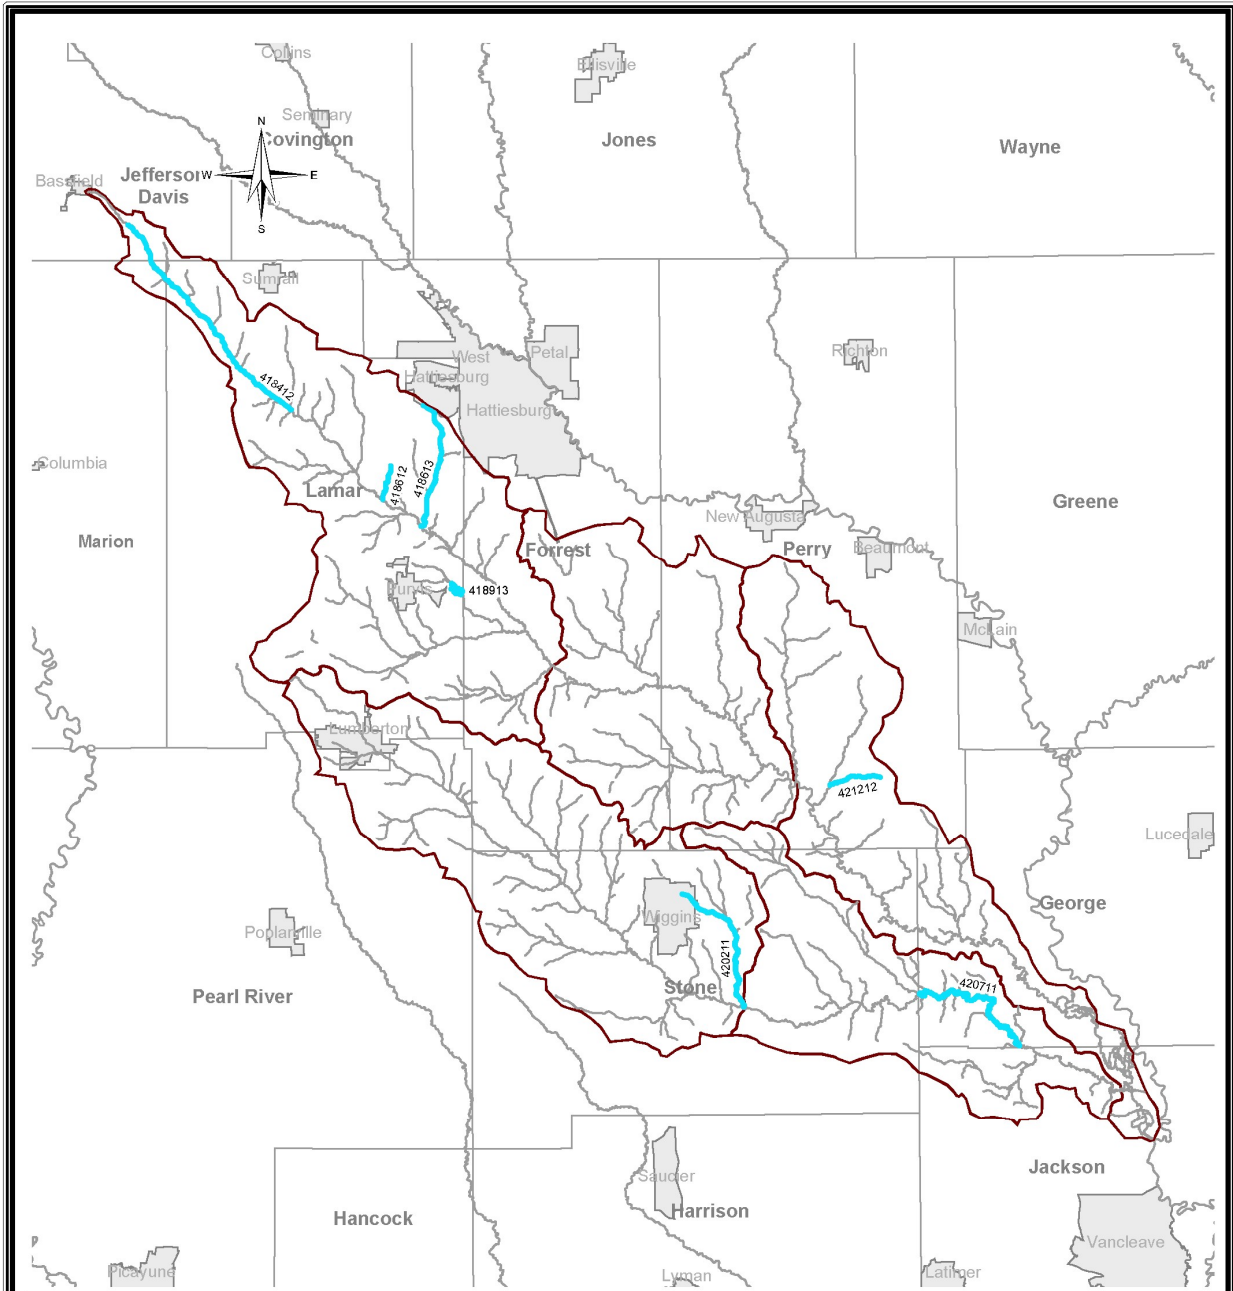 Collins
Ellisville
Seminary
N
Covington
Jones
Wayne
Jefferson
Davis
W
E
Bassfield
S
Sumrall
West
Hattiesburg
Petal
Richton
418412
Hattiesburg
Columbia
418612
418613
Lamar
Greene
New Augusta
Marion
Forrest
Perry
Beaumont
Purvis
418913
McLain
Lumberton
421212
Lucedale
George
Wiggins
Poplarville
420211
Stone
420711
Pearl River
Jackson
Saucier
Harrison
Hancock
Vancleave
Picayune
Lyman
Latimer